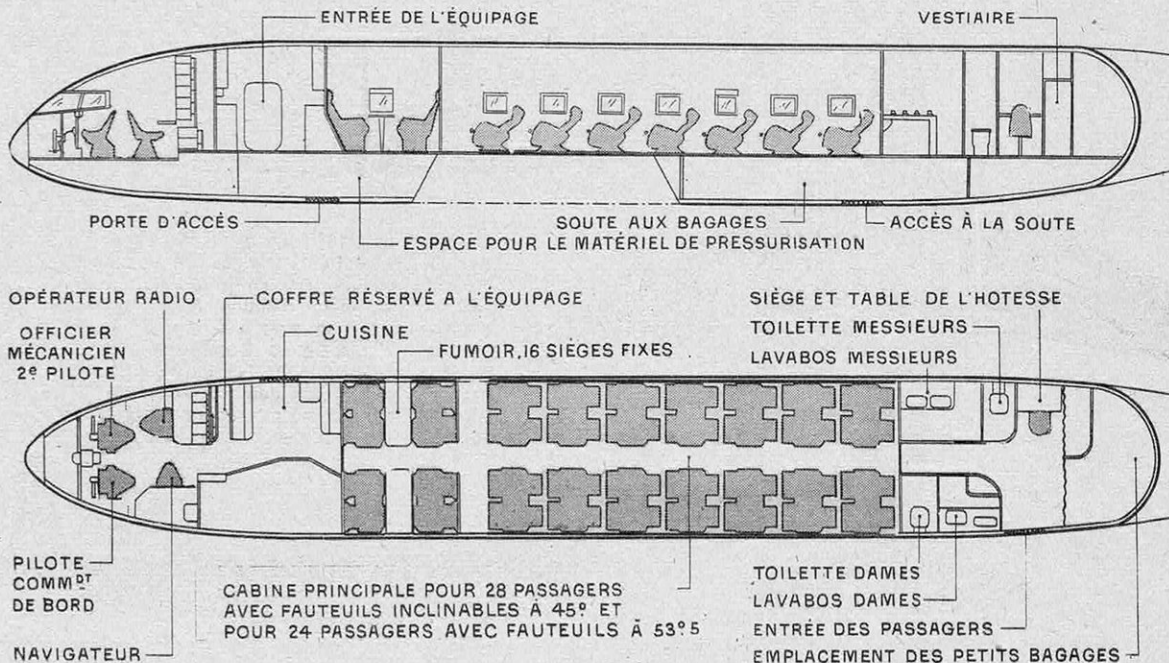 ENTRÉE DE L'ÉQUIPAGE
VESTIAIRE
PORTE D'ACCÈS
SOUTE AUX BAGAGES
ACCÈS À LA SOUTE
ESPACE POUR LE MATÉRIEL DE PRESSURISATION
OPÉRATEUR RADIO
COFFRE RÉSERVÉ A L'ÉQUIPAGE
SIÈGE ET TABLE DE L'HOTESSE
OFFICIER
MÉCANICIEN
2e PILOTE
CUISINE
TOILETTE MESSIEURS
FUMOIR, 16 SIÈGES FIXES
LAVABOS MESSIEURS
PILOTE
COMMDT
DE BORD
CABINE PRINCIPALE POUR 28 PASSAGERS
AVEC FAUTEUILS INCLINABLES À 45º ET
POUR 24 PASSAGERS AVEC FAUTEUILS À 53º5
TOILETTE DAMES
LAVABOS DAMES
ENTRÉE DES PASSAGERS
NAVIGATEUR
EMPLACEMENT DES PETITS BAGAGES